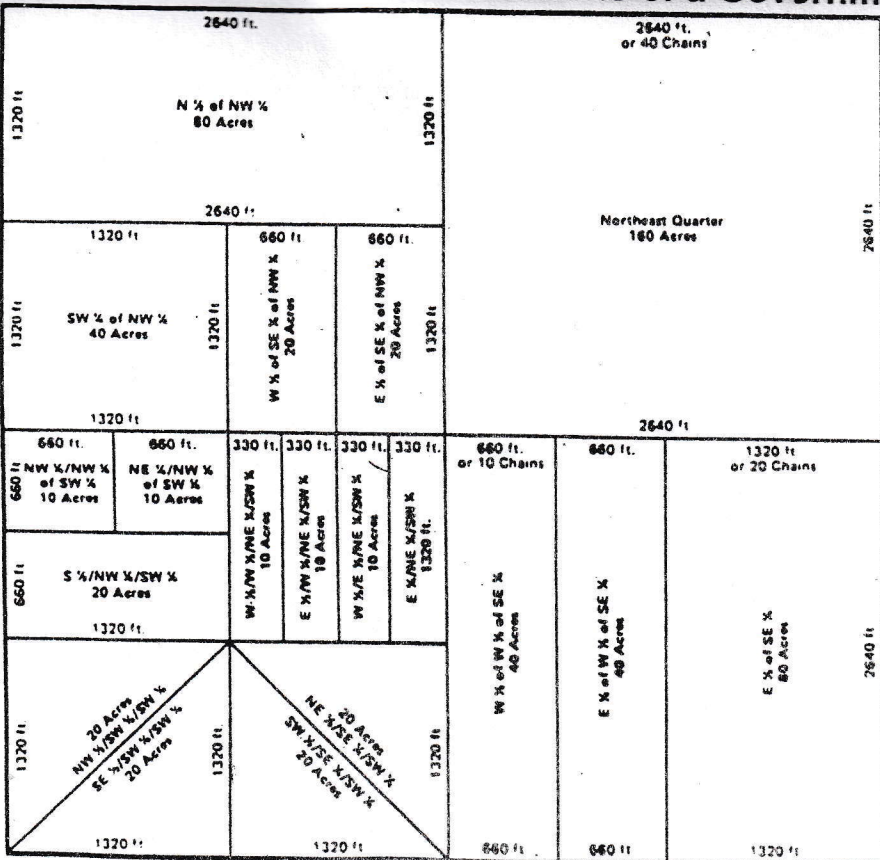 of a
2640 ft.
1320 ft
N ½ of NW ¼
80 Acres
1320 ft
2640 ft.
2640 ft.
or 40 Chains
Northeast Quarter
160 Acres
2640 ft
2640 ft
1320 ft
1320 ft
SW ¼ of NW ¼
40 Acres
1320 ft
1320 ft
660 ft
W ½ of SE ¼ of NW ¼
20 Acres
660 ft.
E ½ of SE ¼ of NW ¼
20 Acres
1320 ft
660 ft.
660 ft
NW ¼/NW ¼
of SW ¼
10 Acres
660 ft.
NE ¼/NW ¼
of SW ¼
10 Acres
660 ft
S ½/NW ¼/SW ¼
20 Acres
1320 ft.
330 ft.
W ½/W ½/NE ¼/SW ¼
10 Acres
330 ft.
E ½/W ½/NE ¼/SW ¼
10 Acres
330 ft.
W ½/E ½/NE ¼/SW ¼
10 Acres
330 ft
E ½/NE ¼/SW ¼
1320 ft.
660 ft.
or 10 Chains
W ½ of W ½ of SE ¼
40 Acres
660 ft
660 ft.
E ½ of W ½ of SE ¼
40 Acres
660 ft
1320 ft
or 20 Chains
E ½ of SE ¼
80 Acres
2640 ft
1320 ft
1320 ft
20 Acres
NW ½/SW ¼/SW ¼
SE ½/SW ¼/SW ¼
20 Acres
1320 ft
1320 ft
20 Acres
NE ½/SE ¼/SW ¼
SW ½/SE ¼/SW ¼
20 Acres
1320 ft
1320 ft